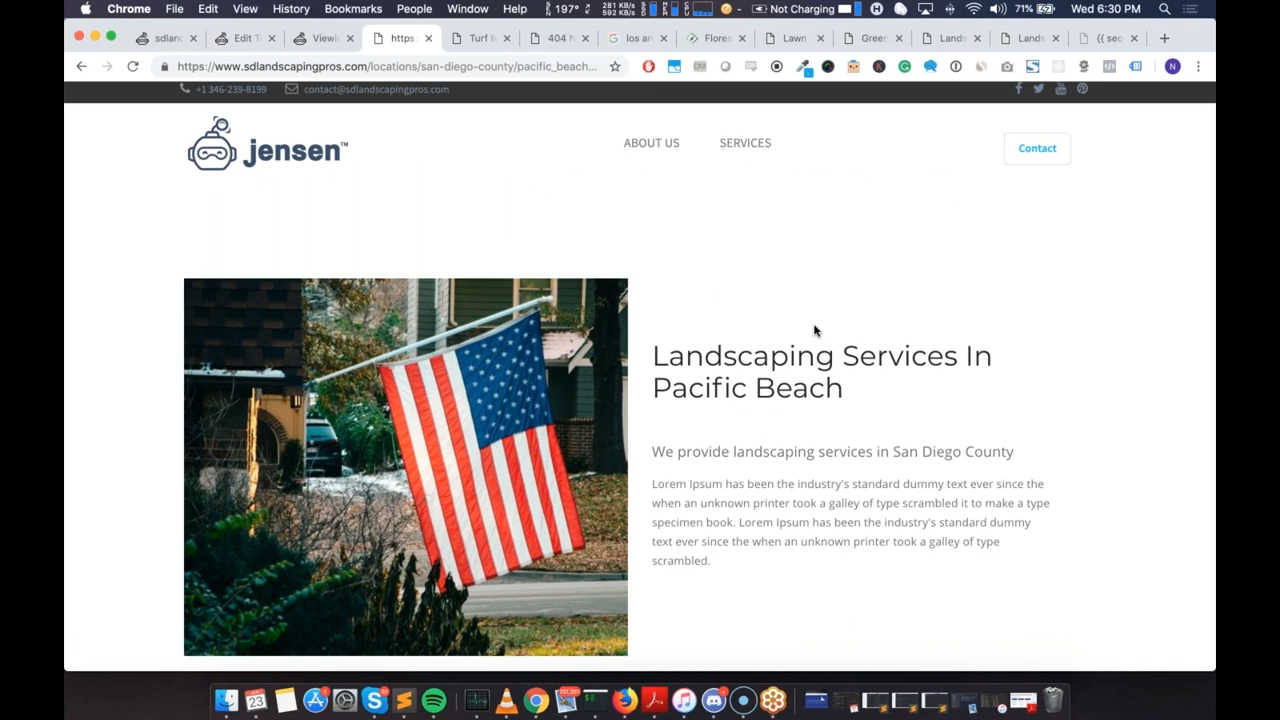 Chrome File Edit View History Bookmarks People Window Help 197° 281 KB/s 592 KB/s Not Charging 71% Wed 6:30 PM
sdlan Edit T Viewi https: Turf I 404 N los an Flores Lawn Green Lands Lands {{ sec
https://www.sdlandscapingpros.com/locations/san-diego-county/pacific_beach...
+1 346-239-8199 contact@sdlandscapingpros.com
jensen™
ABOUT US SERVICES
Contact
Landscaping Services In
Pacific Beach
We provide landscaping services in San Diego County
Lorem Ipsum has been the industry's standard dummy text ever since the
when an unknown printer took a galley of type scrambled it to make a type
specimen book. Lorem Ipsum has been the industry's standard dummy
text ever since the when an unknown printer took a galley of type
scrambled.